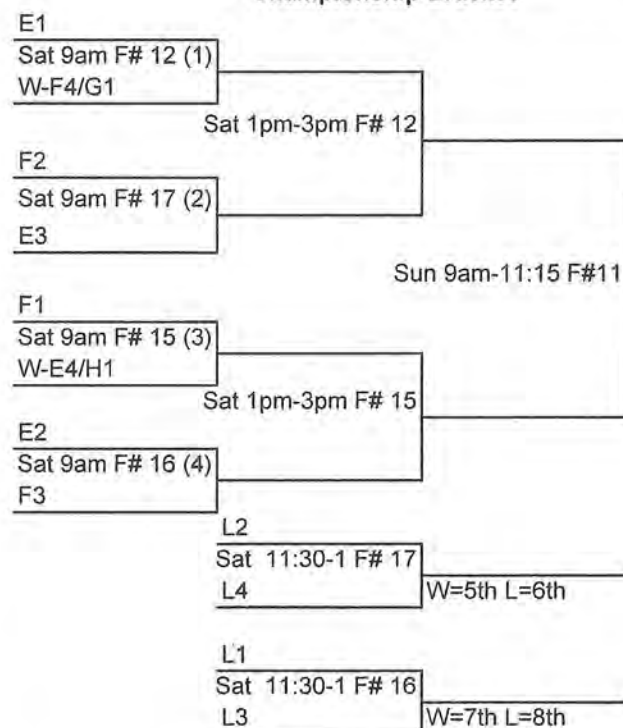 E1
Sat 9am F# 12 (1)
W-F4/G1
Sat 1pm-3pm F# 12
F2
Sat 9am F# 17 (2)
E3
Sun 9am-11:15 F#11
F1
Sat 9am F# 15 (3)
W-E4/H1
Sat 1pm-3pm F# 15
E2
Sat 9am F# 16 (4)
F3
L2
Sat 11:30-1 F# 17
L4
W=5th L=6th
L1
Sat 11:30-1 F# 16
L3
W=7th L=8th